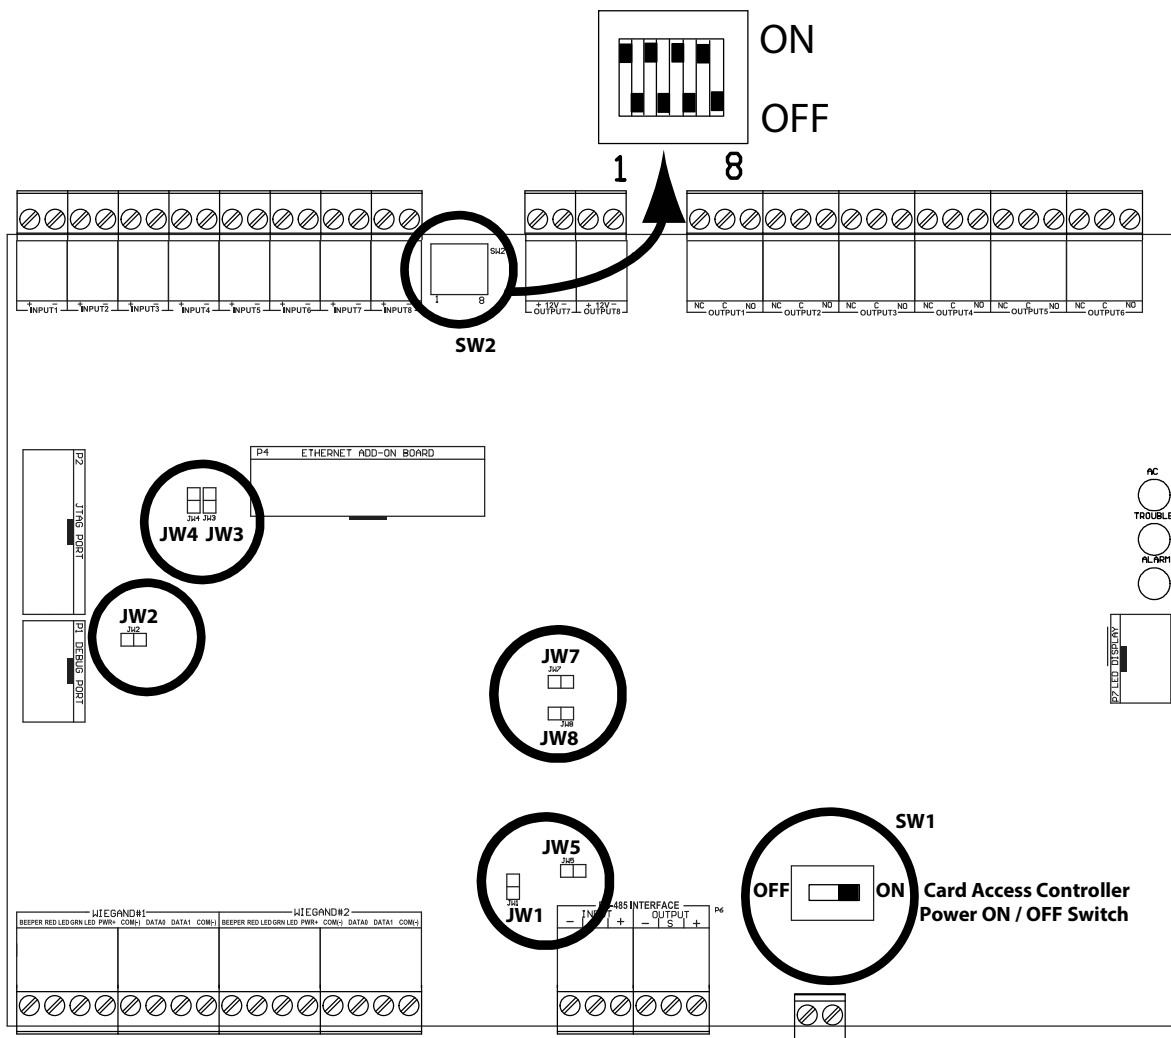 ON
OFF
1 8
SW2
1 8
+ - + - + - + - + - + - + - + -
INPUT1 INPUT2 INPUT3 INPUT4 INPUT5 INPUT6 INPUT7 INPUT8
+ 12V - + 12V -
OUTPUT7 OUTPUT8
NC C NO NC C NO NC C NO NC C NO NC C NO NC C NO
OUTPUT1 OUTPUT2 OUTPUT3 OUTPUT4 OUTPUT5 OUTPUT6
SW2
P4 ETHERNET ADD-ON BOARD
P2 JTAG PORT
JW4 JW3
JW4 JW3
AC
TROUBLE
ALARM
JW2
JW2
P1 DEBUG PORT
P7 LED DISPLAY
JW7
JW7
JW8
JW8
SW1
JW5
JW5
OFF ON
Card Access Controller
Power ON / OFF Switch
JW1
JW1
WIEGAND#1 WIEGAND#2
BEEPER RED LED GRN LED PWR+ COM(-) DATA0 DATA1 COM(-) BEEPER RED LED GRN LED PWR+ COM(-) DATA0 DATA1 COM(-)
-485 INTERFACE P6
INPUT OUTPUT
- + - S +